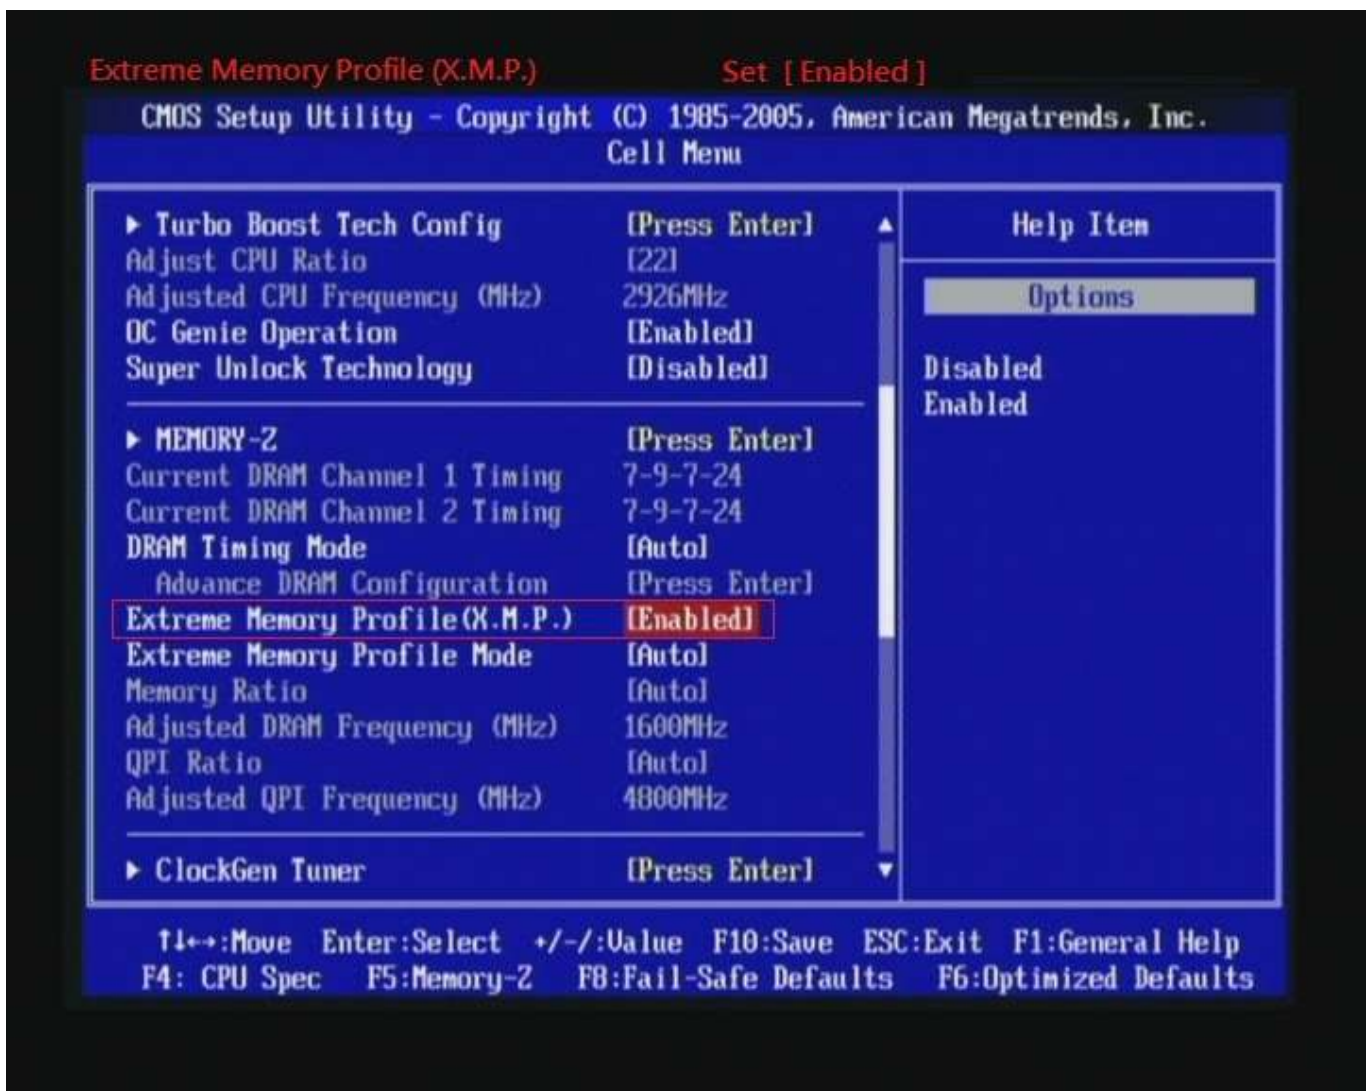 Extreme Memory Profile (X.M.P.) Set [ Enabled ]
CMOS Setup Utility - Copyright (C) 1985-2005, American Megatrends, Inc.
Cell Menu
▶ Turbo Boost Tech Config [Press Enter] ▲ Help Item
Adjust CPU Ratio [22]
Adjusted CPU Frequency (MHz) 2926MHz Options
OC Genie Operation [Enabled]
Super Unlock Technology [Disabled] Disabled
Enabled
▶ MEMORY-Z [Press Enter]
Current DRAM Channel 1 Timing 7-9-7-24
Current DRAM Channel 2 Timing 7-9-7-24
DRAM Timing Mode [Auto]
Advance DRAM Configuration [Press Enter]
Extreme Memory Profile(X.M.P.) [Enabled]
Extreme Memory Profile Mode [Auto]
Memory Ratio [Auto]
Adjusted DRAM Frequency (MHz) 1600MHz
QPI Ratio [Auto]
Adjusted QPI Frequency (MHz) 4800MHz
▶ ClockGen Tuner [Press Enter] ▼
↑↓←→:Move Enter:Select +/-/:Value F10:Save ESC:Exit F1:General Help
F4: CPU Spec F5:Memory-Z F8:Fail-Safe Defaults F6:Optimized Defaults